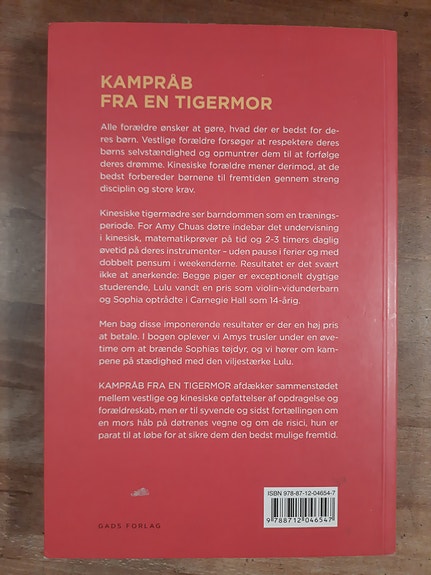 KAMPRÅB
FRA EN TIGERMOR
Alle forældre ønsker at gøre, hvad der er bedst for de-
res børn. Vestlige forældre forsøger at respektere deres
børns selvstændighed og opmuntrer dem til at forfølge
deres drømme. Kinesiske forældre mener derimod, at de
bedst forbereder børnene til fremtiden gennem streng
disciplin og store krav.
Kinesiske tigermødre ser barndommen som en trænings-
periode. For Amy Chuas døtre indebar det undervisning
i kinesisk, matematikprøver på tid og 2-3 timers daglig
øvetid på deres instrumenter – uden pause i ferier og med
dobbelt pensum i weekenderne. Resultatet er det svært
ikke at anerkende: Begge piger er exceptionelt dygtige
studerende, Lulu vandt en pris som violin-vidunderbarn
og Sophia optrådte i Carnegie Hall som 14-årig.
Men bag disse imponerende resultater er der en høj pris
at betale. I bogen oplever vi Amys trusler under en øve-
time om at brænde Sophias tøjdyr, og vi hører om kam-
pene på stædighed med den viljestærke Lulu.
KAMPRÅB FRA EN TIGERMOR afdækker sammenstødet
mellem vestlige og kinesiske opfattelser af opdragelse og
forældreskab, men er til syvende og sidst fortællingen om
en mors håb på døtrenes vegne og om de risici, hun er
parat til at løbe for at sikre dem den bedst mulige fremtid.
ISBN 978-87-12-04654-7
9 788712 046547
GADS FORLAG